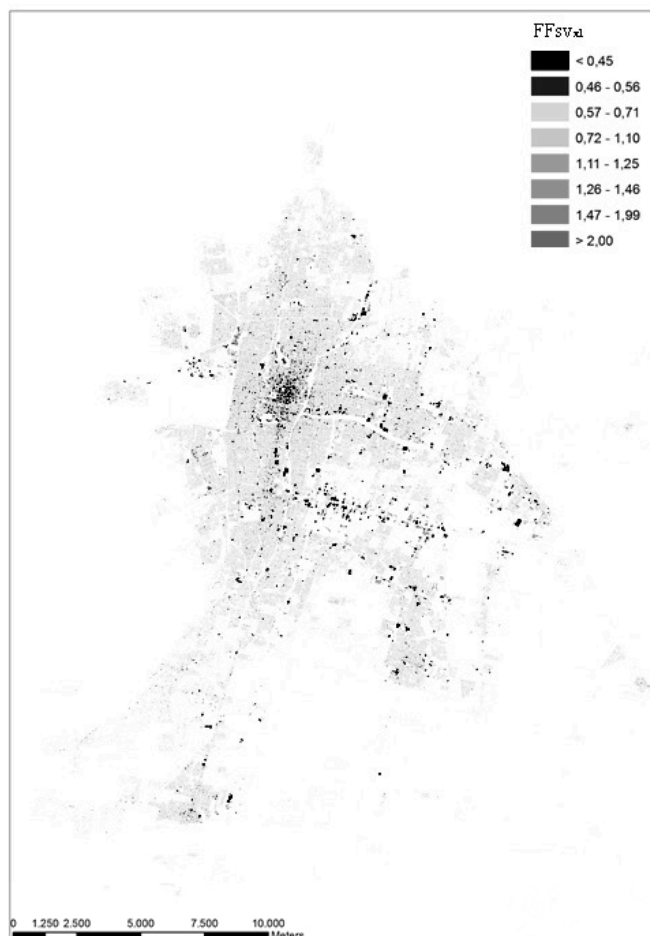 FFsvxl
< 0,45
0,46 - 0,56
0,57 - 0,71
0,72 - 1,10
1,11 - 1,25
1,26 - 1,46
1,47 - 1,99
> 2,00
0 1.250 2.500 5.000 7.500 10.000
Meters